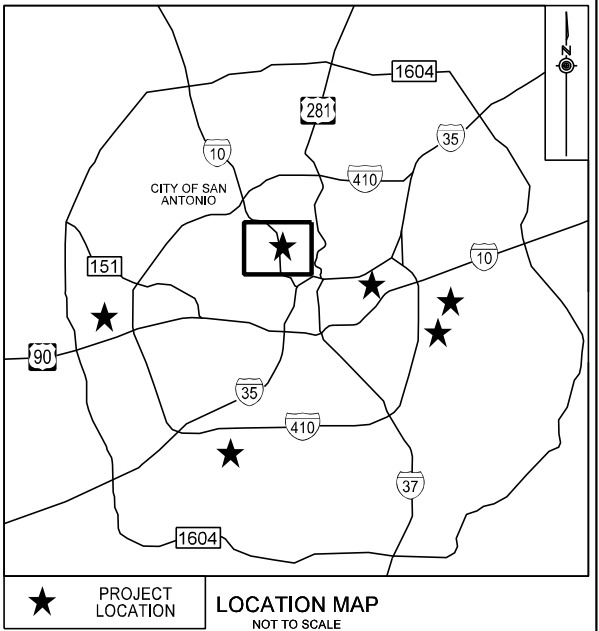 1604
281
N
35
10
410
CITY OF SAN
ANTONIO
10
151
90
35
410
37
1604
PROJECT
LOCATION
LOCATION MAP
NOT TO SCALE